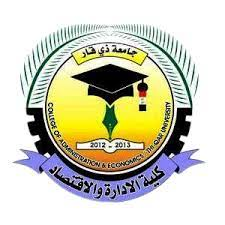 جامعة ذي قار
COLLEGE OF ADMINISTRATION & ECONOMICS - THI-QAR UNIVERSITY
2012 - 2013
كلية الادارة والاقتصاد